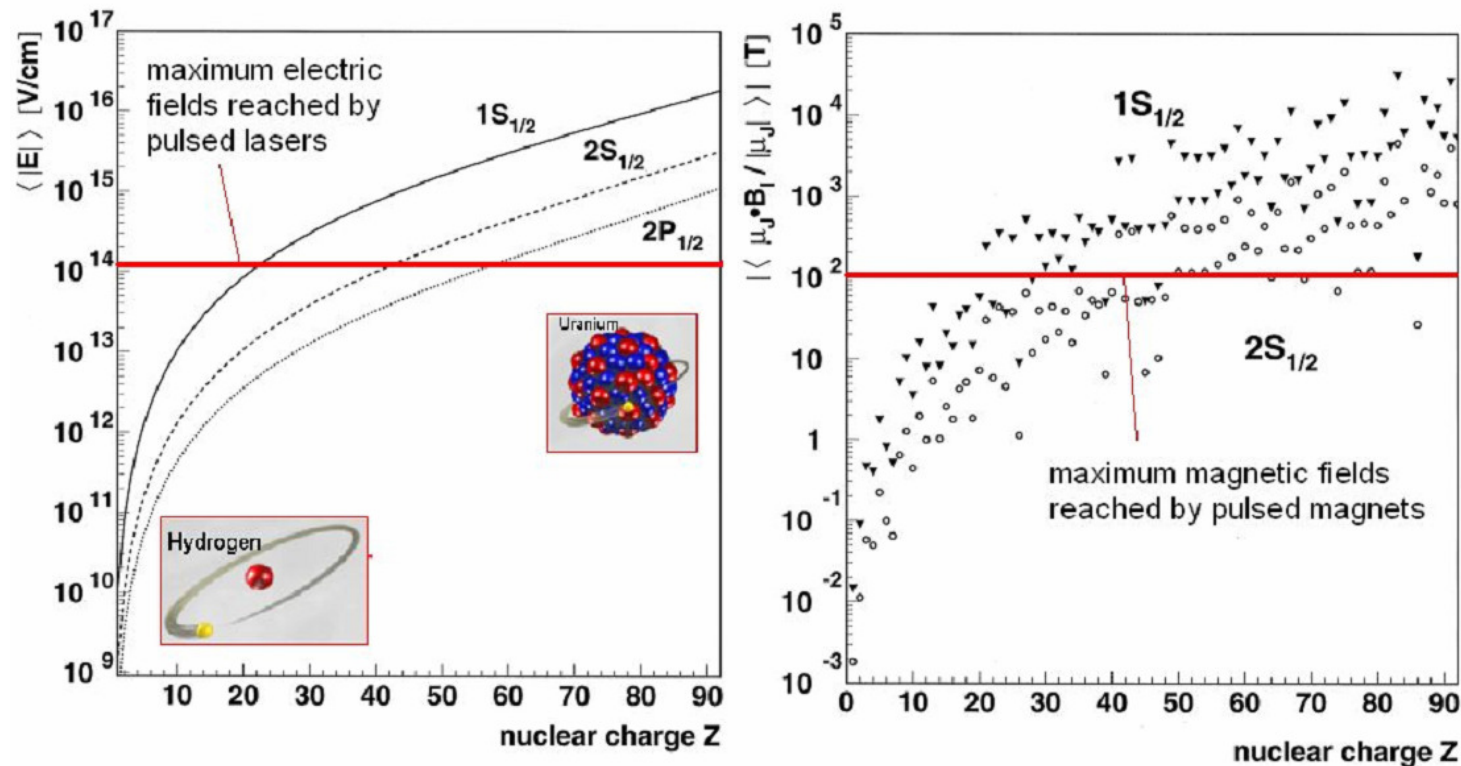 ⟨|E|⟩ [V/cm]
10 17
10 16
10 15
10 14
10 13
10 12
10 11
10 10
10 9
maximum electric
fields reached by
pulsed lasers
1S1/2
2S1/2
2P1/2
Uranium
Hydrogen
10 20 30 40 50 60 70 80 90
nuclear charge Z
|⟨ μJ•BI / |μJ| ⟩| [T]
10 5
10 4
10 3
10 2
10
1
10 -1
10 -2
10 -3
1S1/2
2S1/2
maximum magnetic fields
reached by pulsed magnets
0 10 20 30 40 50 60 70 80 90
nuclear charge Z